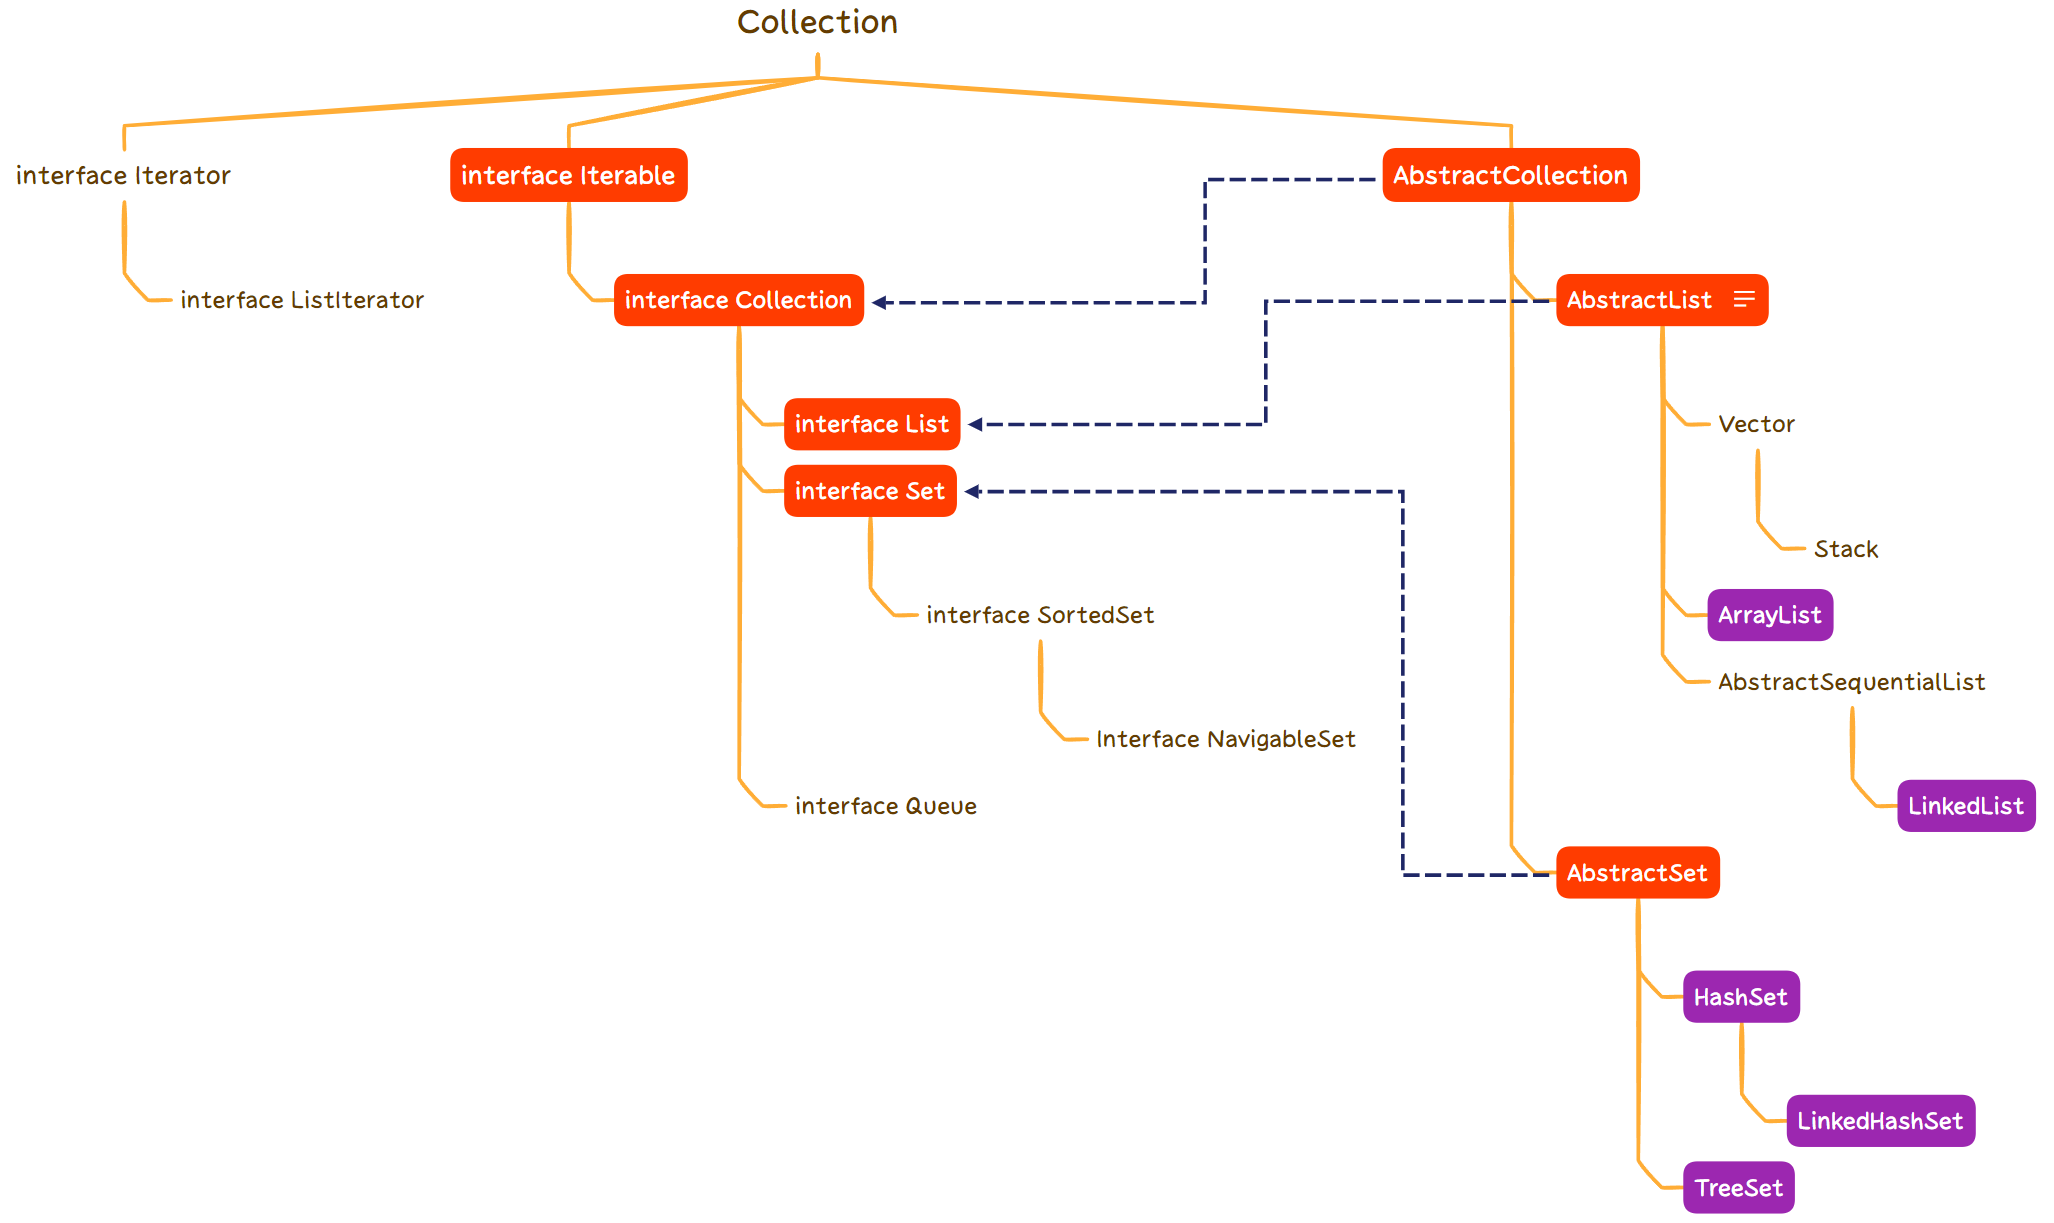 Collection
interface Iterator
interface Iterable
AbstractCollection
interface ListIterator
interface Collection
AbstractList
interface List
Vector
interface Set
Stack
interface SortedSet
ArrayList
AbstractSequentialList
Interface NavigableSet
interface Queue
LinkedList
AbstractSet
HashSet
LinkedHashSet
TreeSet